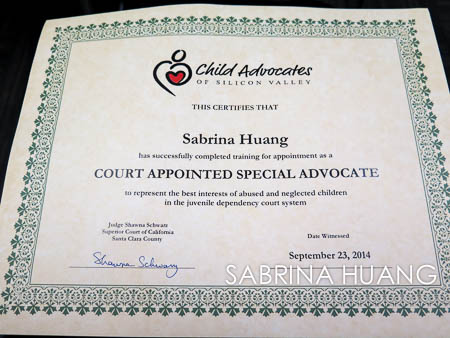 Child Advocates
OF SILICON VALLEY
THIS CERTIFIES THAT
Sabrina Huang
has successfully completed training for appointment as a
COURT APPOINTED SPECIAL ADVOCATE
to represent the best interests of abused and neglected children
in the juvenile dependency court system
Judge Shawna Schwarz
Superior Court of California
Santa Clara County
Shawna Schwarz
Date Witnessed
September 23, 2014
SABRINA HUANG